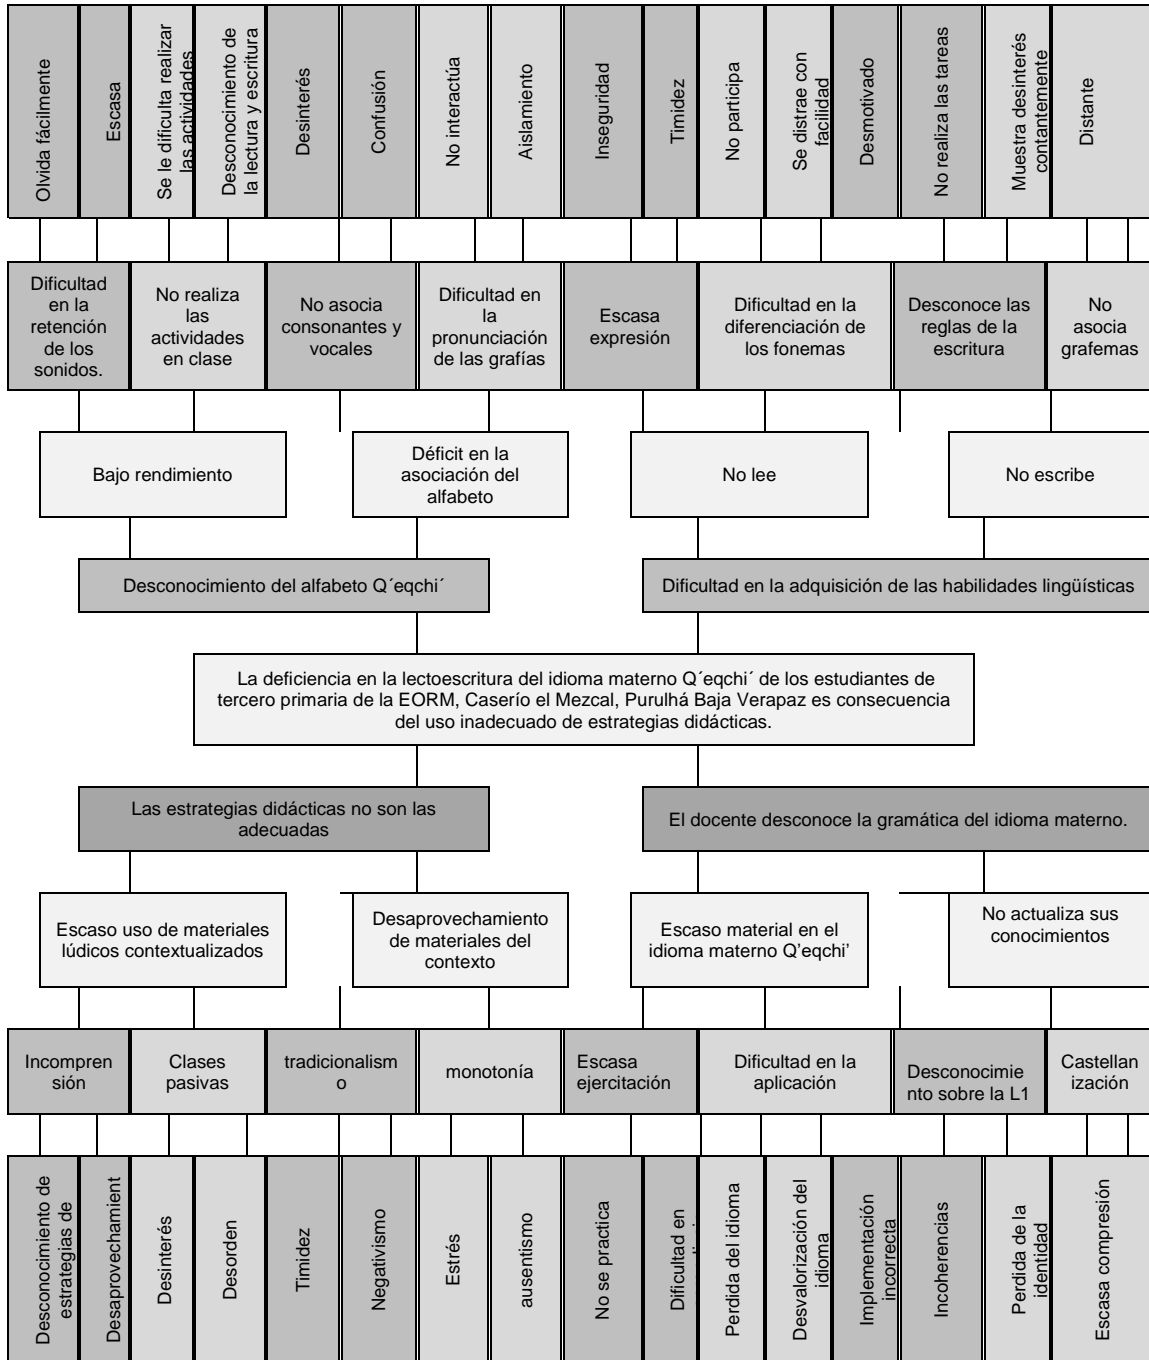 Olvida fácilmente
Escasa
Se le dificulta realizar
las actividades
Desconocimiento de
la lectura y escritura
Desinterés
Confusión
No interactúa
Aislamiento
Inseguridad
Timidez
No participa
Se distrae con
facilidad
Desmotivado
No realiza las tareas
Muestra desinterés
contantemente
Distante
Dificultad
en la
retención
de los
sonidos.
No realiza
las
actividades
en clase
No asocia
consonantes y
vocales
Dificultad en
la
pronunciación
de las grafías
Escasa
expresión
Dificultad en la
diferenciación de
los fonemas
Desconoce las
reglas de la
escritura
No
asocia
grafemas
Bajo rendimiento
Déficit en la
asociación del
alfabeto
No lee
No escribe
Desconocimiento del alfabeto Q´eqchi´
Dificultad en la adquisición de las habilidades lingüísticas
La deficiencia en la lectoescritura del idioma materno Q´eqchi´ de los estudiantes de
tercero primaria de la EORM, Caserío el Mezcal, Purulhá Baja Verapaz es consecuencia
del uso inadecuado de estrategias didácticas.
Las estrategias didácticas no son las
adecuadas
El docente desconoce la gramática del idioma materno.
Escaso uso de materiales
lúdicos contextualizados
Desaprovechamiento
de materiales del
contexto
Escaso material en el
idioma materno Q’eqchi’
No actualiza sus
conocimientos
Incompren
sión
Clases
pasivas
tradicionalism
o
monotonía
Escasa
ejercitación
Dificultad en la
aplicación
Desconocimie
nto sobre la L1
Castellan
ización
Desconocimiento de
estrategias de
Desaprovechamient
Desinterés
Desorden
Timidez
Negativismo
Estrés
ausentismo
No se practica
Dificultad en
Perdida del idioma
Desvalorización del
idioma
Implementación
incorrecta
Incoherencias
Perdida de la
identidad
Escasa compresión